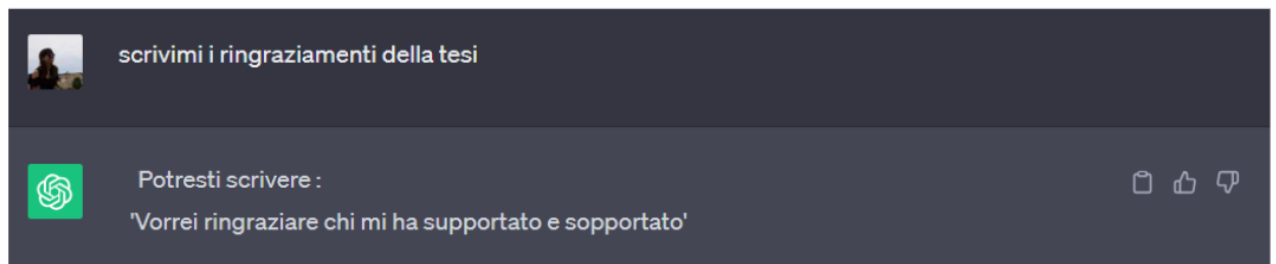 scrivimi i ringraziamenti della tesi
Potresti scrivere :
'Vorrei ringraziare chi mi ha supportato e sopportato'